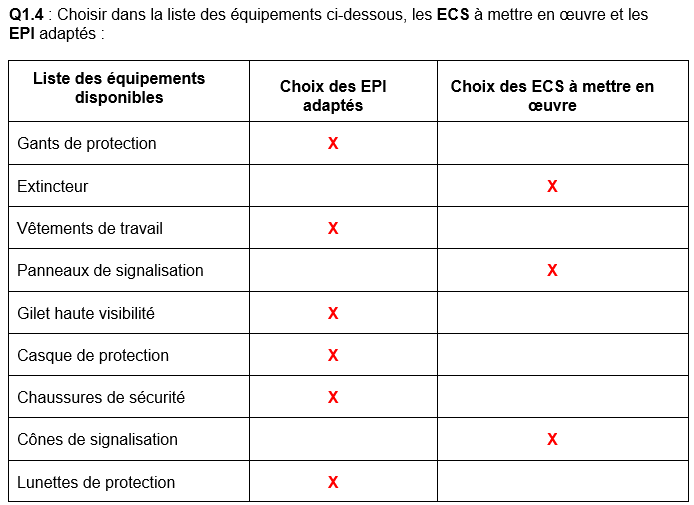 Q1.4 : Choisir dans la liste des équipements ci-dessous, les ECS à mettre en œuvre et les
EPI adaptés :
Liste des équipements
disponibles
Choix des EPI
adaptés
Choix des ECS à mettre en
œuvre
Gants de protection X
Extincteur X
Vêtements de travail X
Panneaux de signalisation X
Gilet haute visibilité X
Casque de protection X
Chaussures de sécurité X
Cônes de signalisation X
Lunettes de protection X